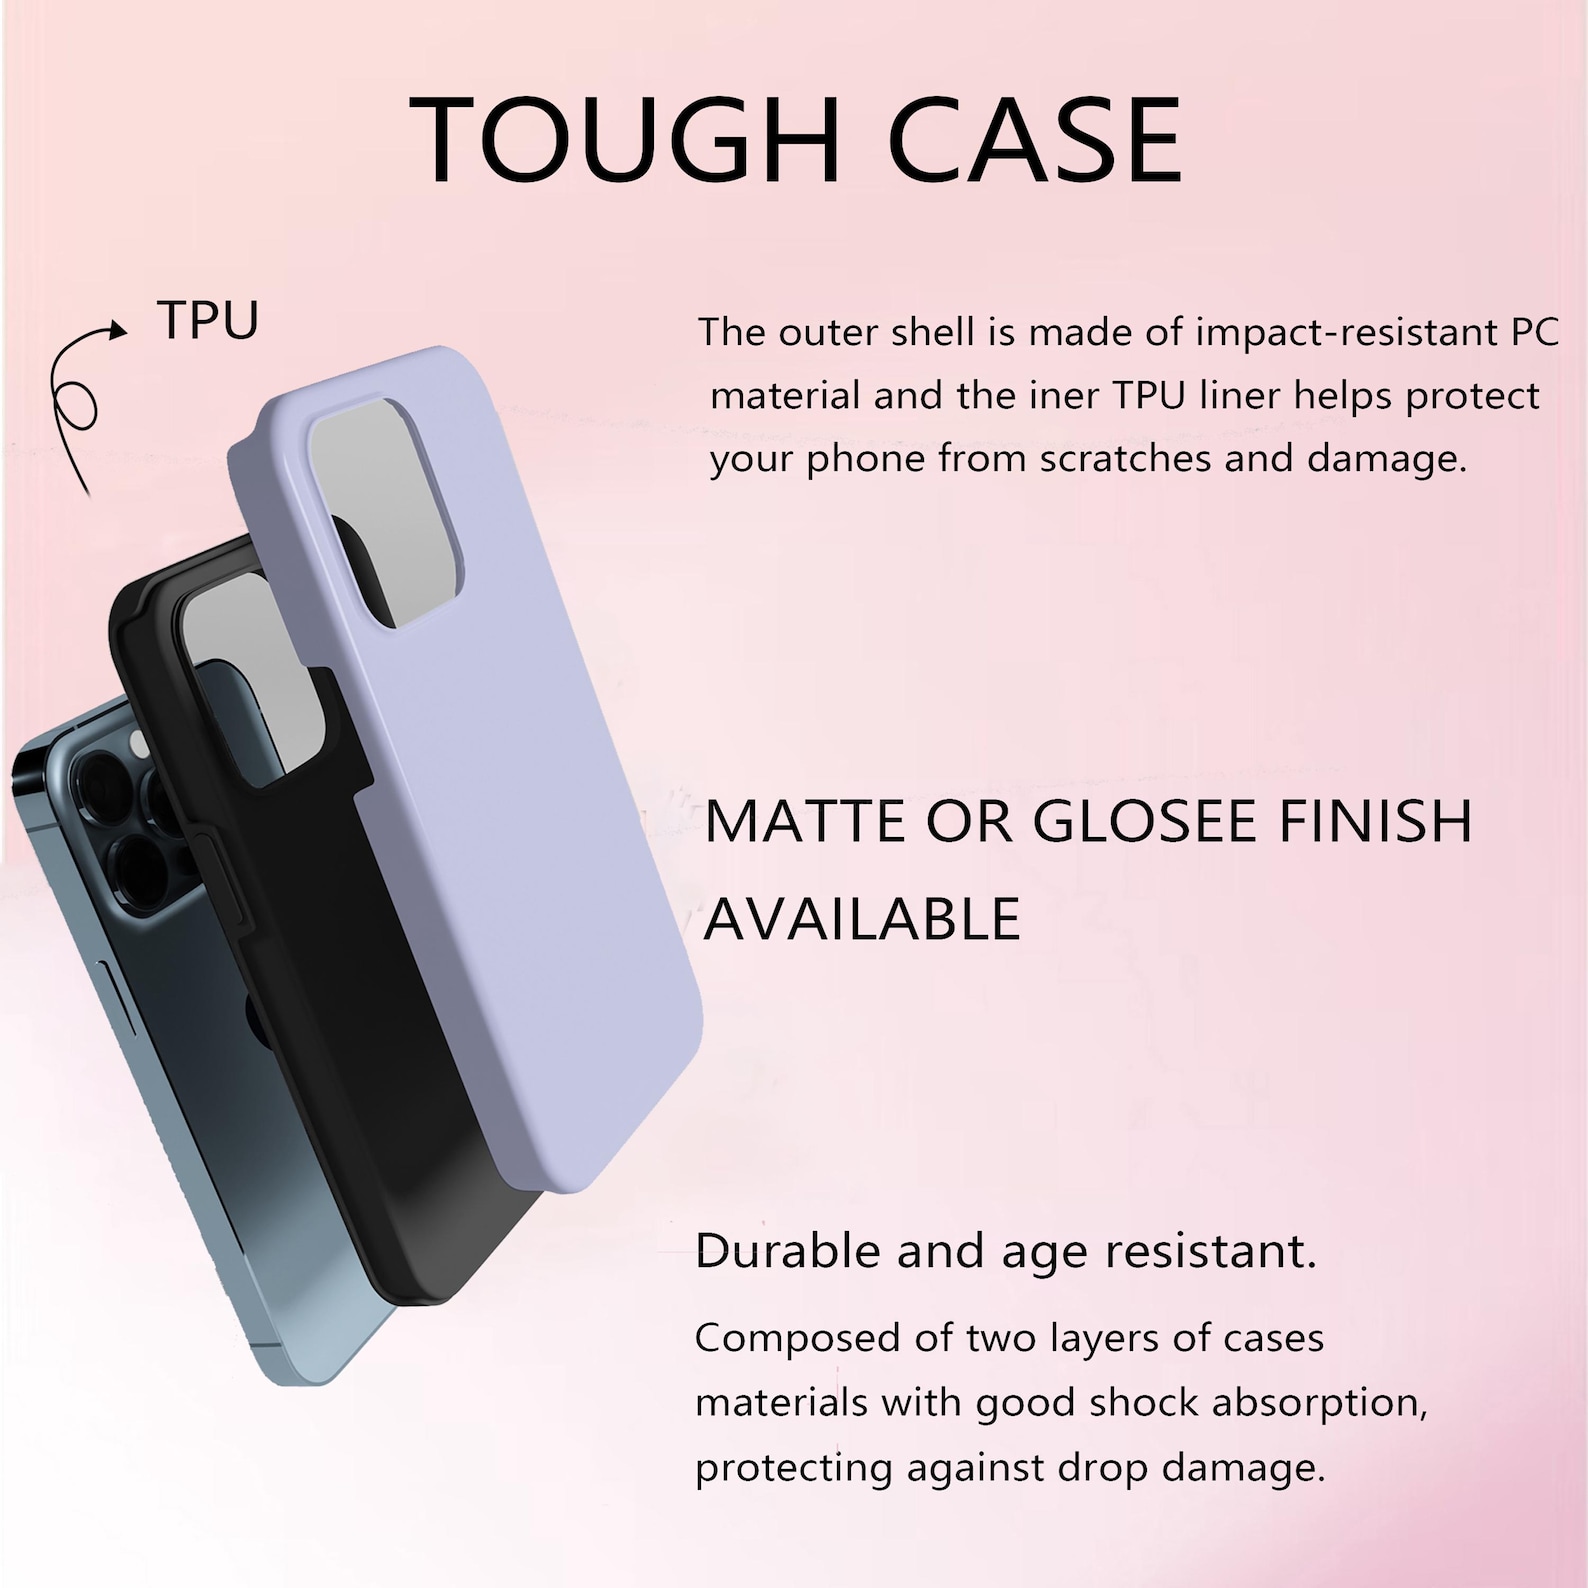 TOUGH CASE
TPU
The outer shell is made of impact-resistant PC
material and the iner TPU liner helps protect
your phone from scratches and damage.
MATTE OR GLOSEE FINISH
AVAILABLE
Durable and age resistant.
Composed of two layers of cases
materials with good shock absorption,
protecting against drop damage.